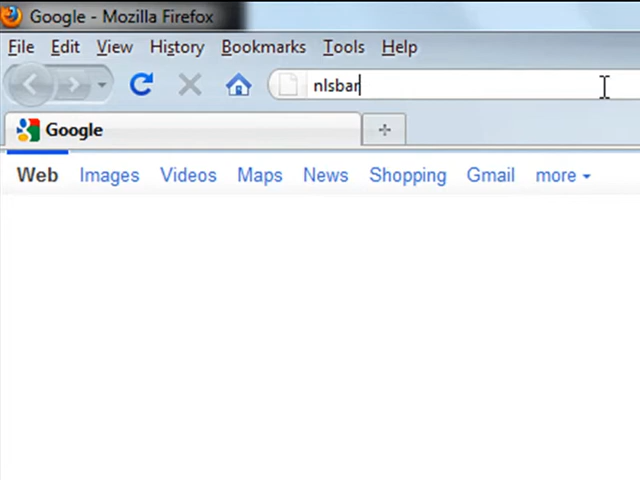 Google - Mozilla Firefox
File Edit View History Bookmarks Tools Help
nlsbar
Google
Web Images Videos Maps News Shopping Gmail more